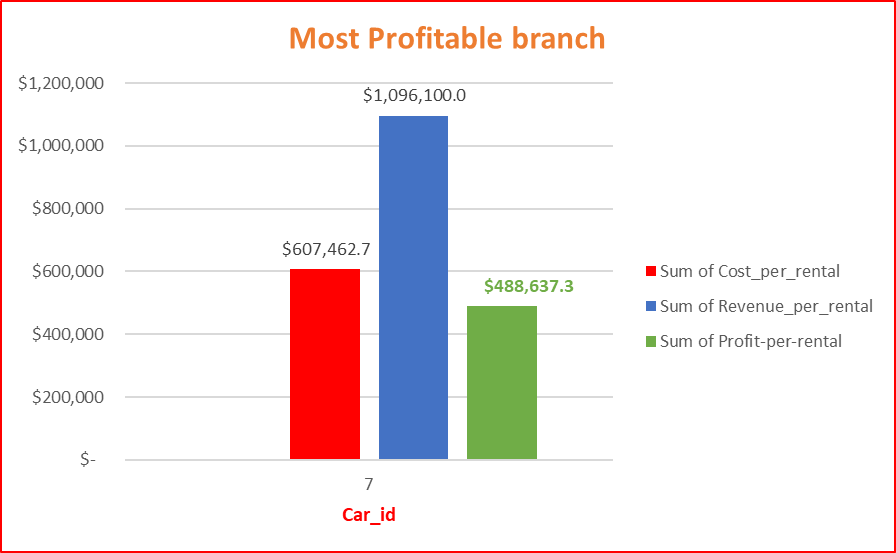 Most Profitable branch
$1,200,000
$1,000,000
$800,000
$600,000
$400,000
$200,000
$-
$1,096,100.0
$607,462.7
$488,637.3
7
Car_id
Sum of Cost_per_rental
Sum of Revenue_per_rental
Sum of Profit-per-rental